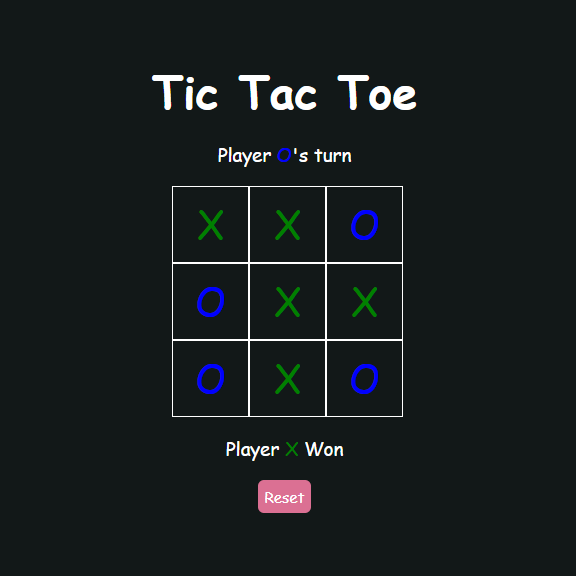 Tic Tac Toe
Player O's turn
X X O
O X X
O X O
Player X Won
Reset